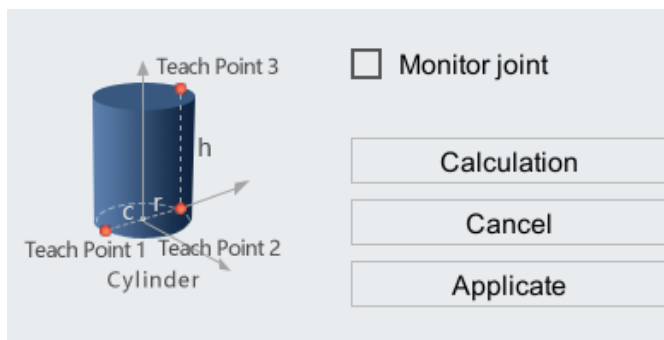 Teach Point 3
h
C r
Teach Point 1 Teach Point 2
Cylinder
Monitor joint
Calculation
Cancel
Applicate